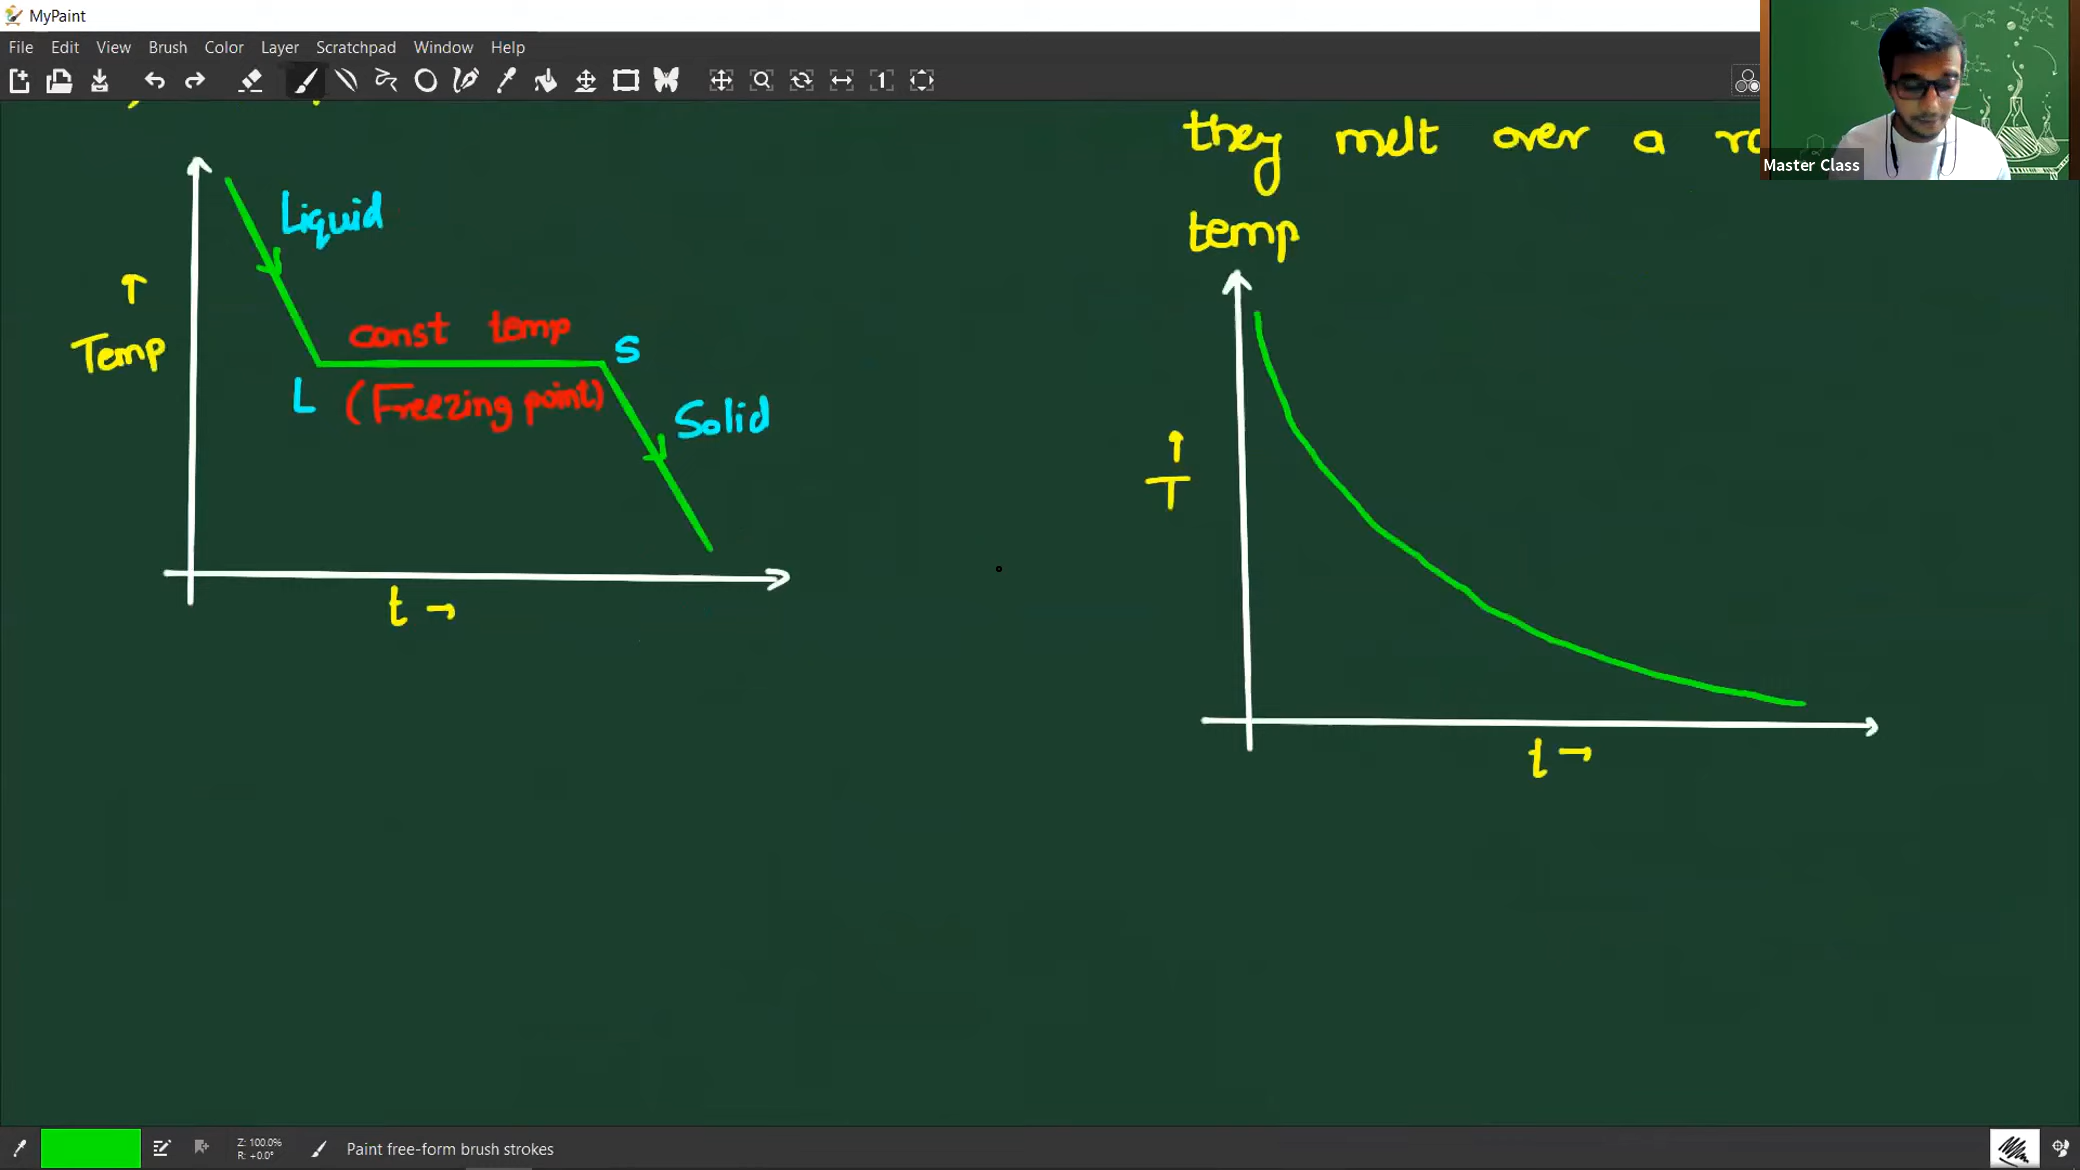 MyPaint
File Edit View Brush Color Layer Scratchpad Window Help
they melt over a
Master Class
temp
Liquid
↑
Temp
const temp
S
L
(Freezing point)
Solid
t →
↑
T
t →
Z: 100.0%
R: +0.0°
Paint free-form brush strokes